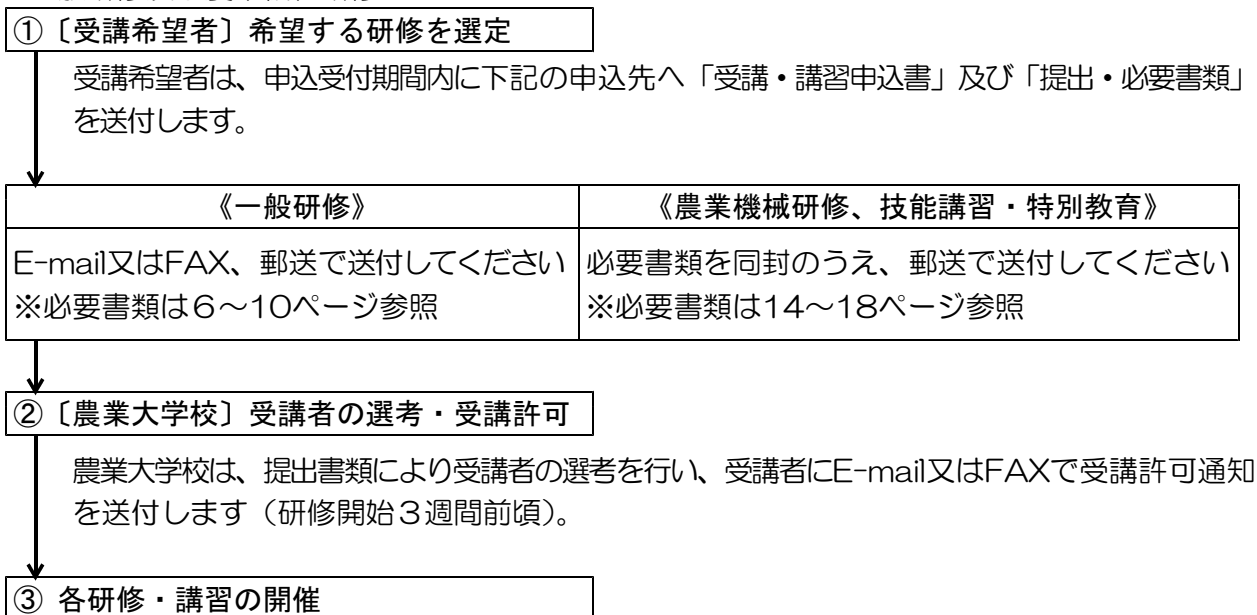 ①〔受講希望者〕希望する研修を選定
受講希望者は、申込受付期間内に下記の申込先へ「受講・講習申込書」及び「提出・必要書類」
を送付します。
《一般研修》
《農業機械研修、技能講習・特別教育》
E-mail又はFAX、郵送で送付してください
※必要書類は6～10ページ参照
必要書類を同封のうえ、郵送で送付してください
※必要書類は14～18ページ参照
②〔農業大学校〕受講者の選考・受講許可
農業大学校は、提出書類により受講者の選考を行い、受講者にE-mail又はFAXで受講許可通知
を送付します（研修開始３週間前頃）。
③ 各研修・講習の開催